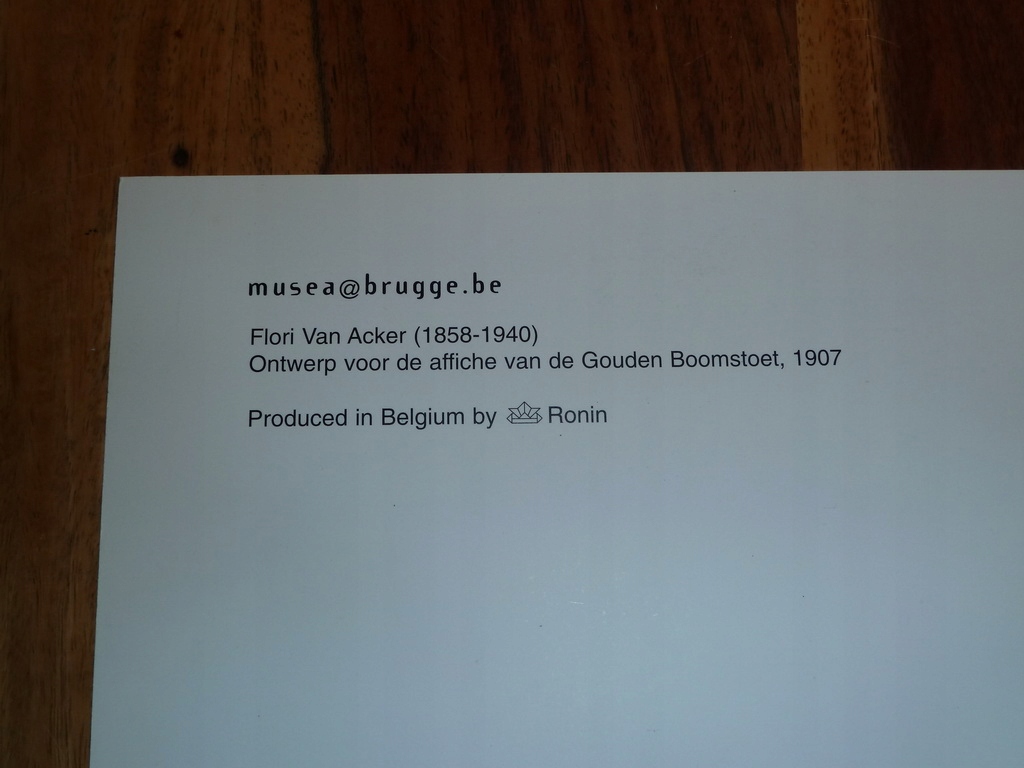 musea@brugge.be
Flori Van Acker (1858-1940)
Ontwerp voor de affiche van de Gouden Boomstoet, 1907
Produced in Belgium by Ronin